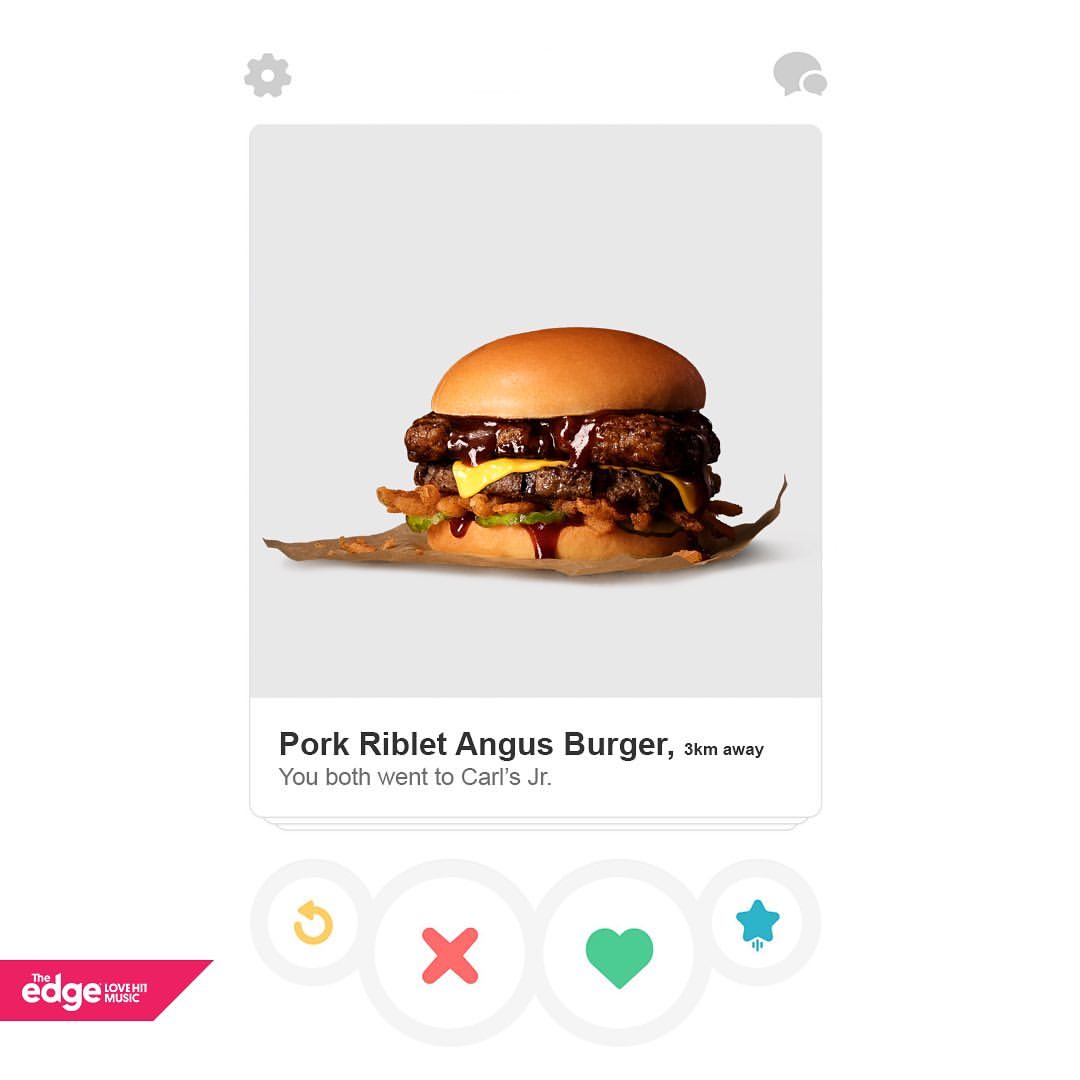 Pork Riblet Angus Burger, 3km away
You both went to Carl’s Jr.
The
edge LOVE HIT
MUSIC